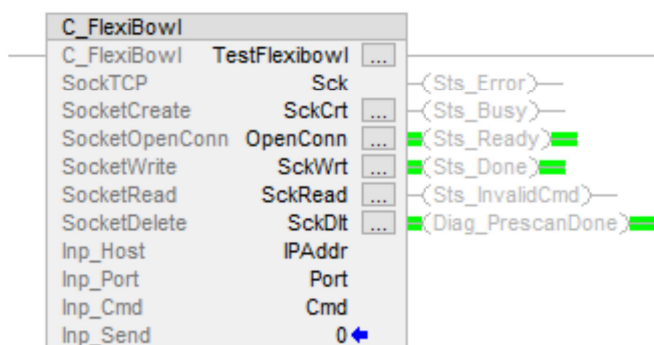 C_FlexiBowl
C_FlexiBowl TestFlexibowl ...
SockTCP Sck (Sts_Error)
SocketCreate SckCrt ... (Sts_Busy)
SocketOpenConn OpenConn ... (Sts_Ready)
SocketWrite SckWrt ... (Sts_Done)
SocketRead SckRead ... (Sts_InvalidCmd)
SocketDelete SckDlt ... (Diag_PrescanDone)
Inp_Host IPAddr
Inp_Port Port
Inp_Cmd Cmd
Inp_Send 0